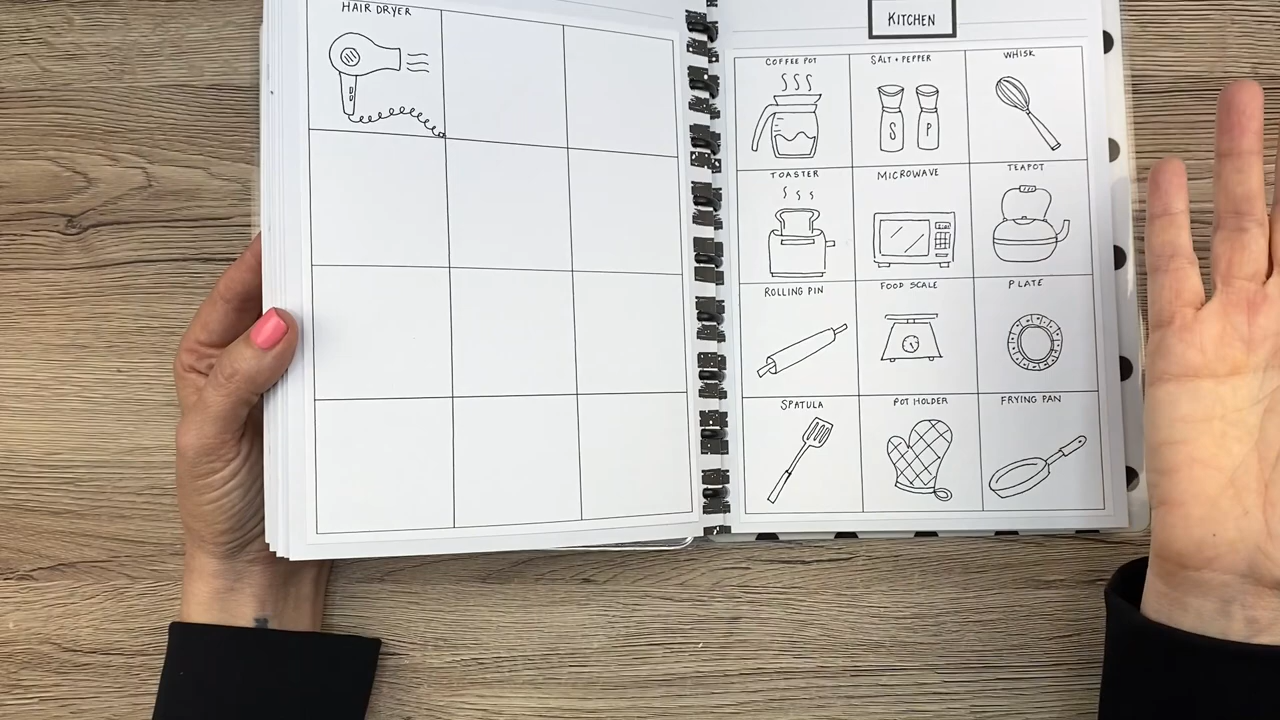 HAIR DRYER
KITCHEN
COFFEE POT
SALT + PEPPER
WHISK
S P
TOASTER
MICROWAVE
TEAPOT
ROLLING PIN
FOOD SCALE
PLATE
SPATULA
POT HOLDER
FRYING PAN